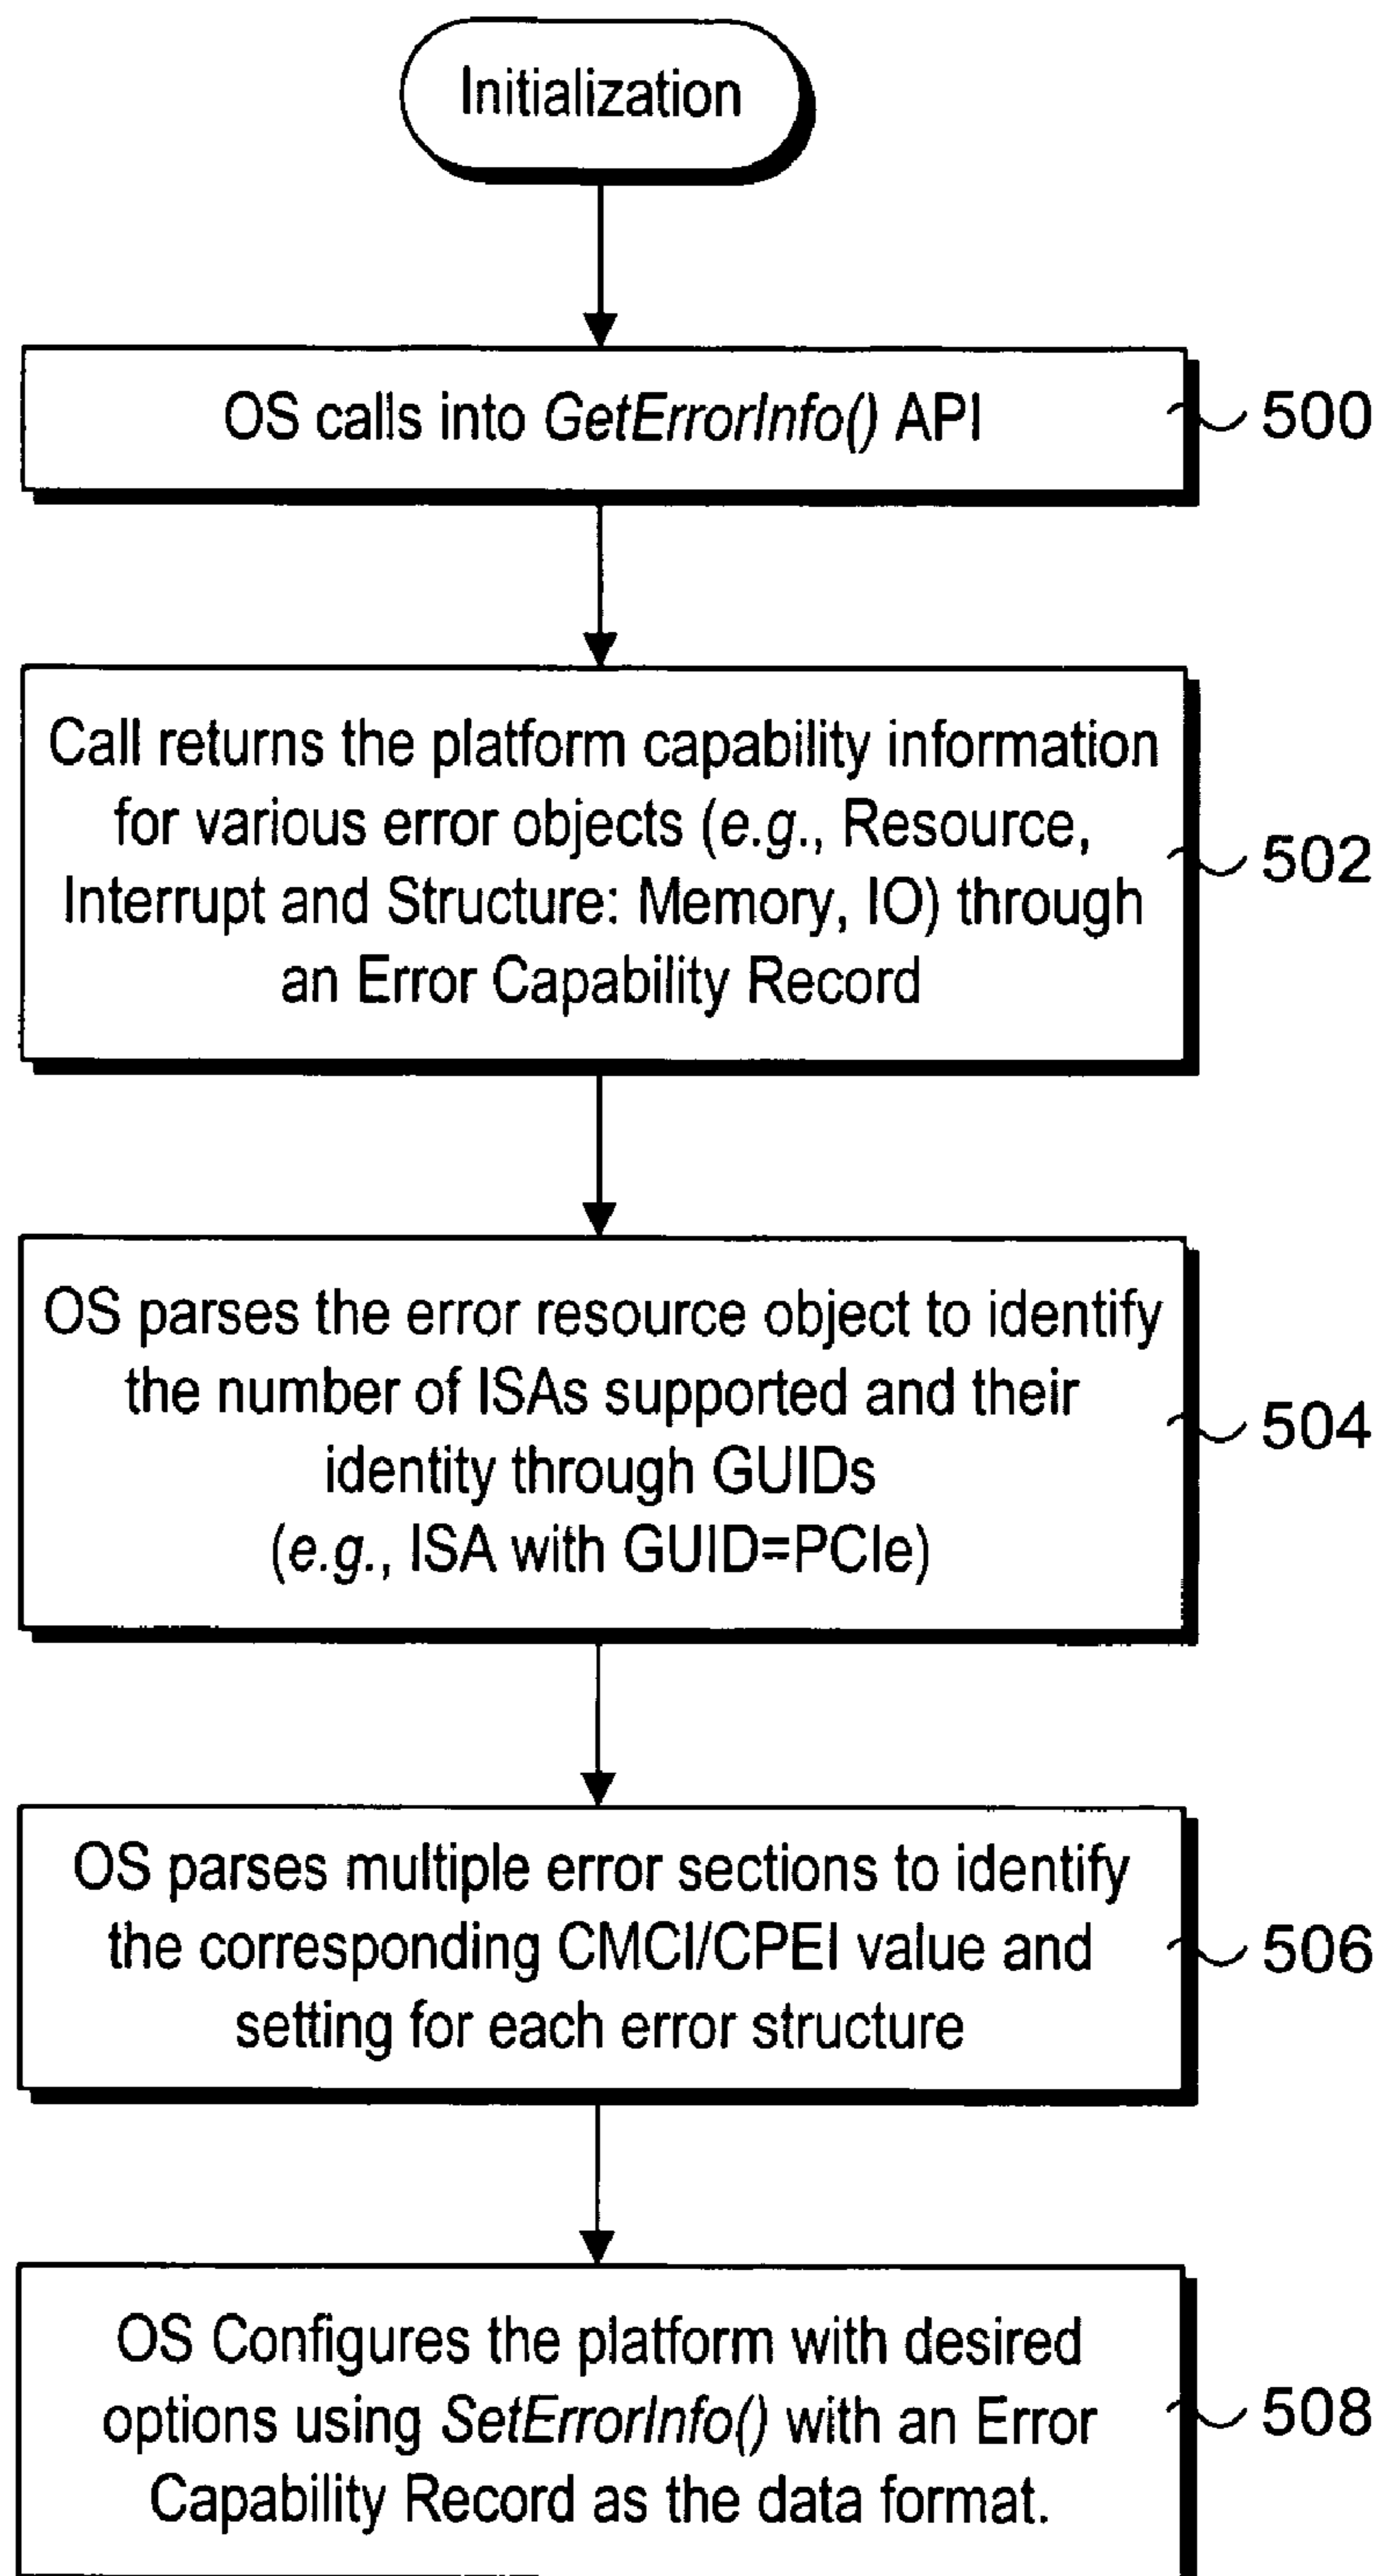 Initialization
OS calls into GetErrorInfo() API
500
Call returns the platform capability information
for various error objects (e.g., Resource,
Interrupt and Structure: Memory, IO) through
an Error Capability Record
502
OS parses the error resource object to identify
the number of ISAs supported and their
identity through GUIDs
(e.g., ISA with GUID=PCIe)
504
OS parses multiple error sections to identify
the corresponding CMCI/CPEI value and
setting for each error structure
506
OS Configures the platform with desired
options using SetErrorInfo() with an Error
Capability Record as the data format.
508